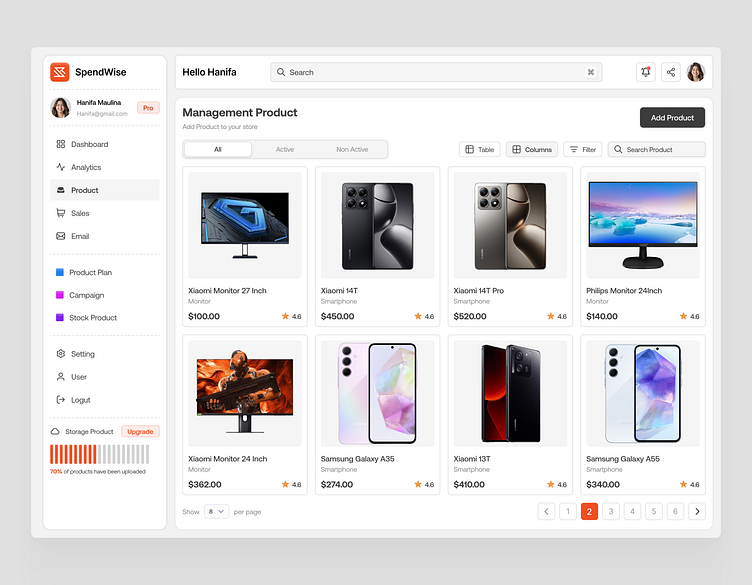 SpendWise
Hanifa Maulina
Hanifa@gmail.com
Pro
Dashboard
Analytics
Product
Sales
Email
Product Plan
Campaign
Stock Product
Setting
User
Logut
Storage Product
Upgrade
70% of products have been uploaded
Hello Hanifa
Search
⌘
Management Product
Add Product to your store
Add Product
All
Active
Non Active
Table
Columns
Filter
Search Product
Xiaomi Monitor 27 Inch
Monitor
$100.00
4.6
Xiaomi 14T
Smartphone
$450.00
4.6
Xiaomi 14T Pro
Smartphone
$520.00
4.6
Philips Monitor 24Inch
Monitor
$140.00
4.6
Xiaomi Monitor 24 Inch
Monitor
$362.00
4.6
Samsung Galaxy A35
Smartphone
$274.00
4.6
Xiaomi 13T
Smartphone
$410.00
4.6
Samsung Galaxy A55
Smartphone
$340.00
4.6
Show 8 per page
1 2 3 4 5 6